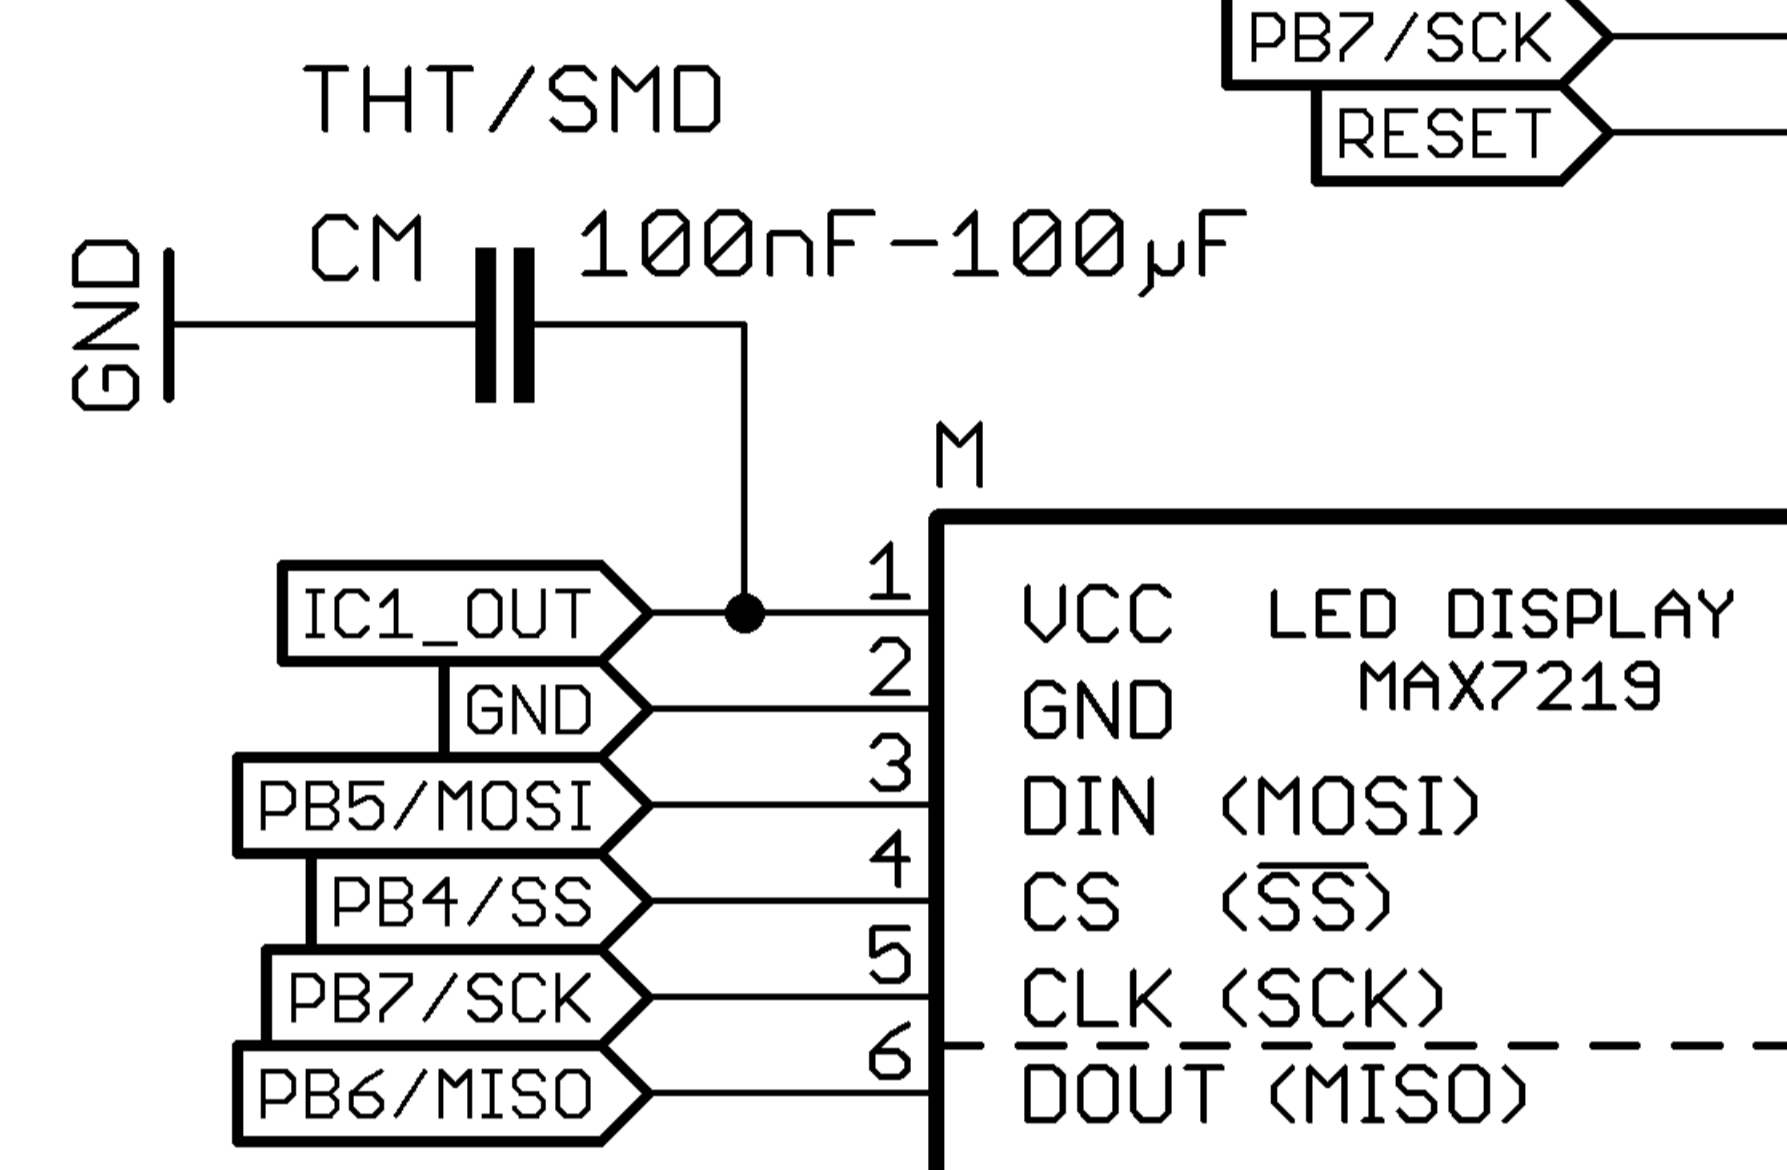 PB7/SCK
RESET
THT/SMD
CM 100nF-100µF
GND
M
IC1_OUT 1 VCC LED DISPLAY
MAX7219
GND 2 GND
PB5/MOSI 3 DIN (MOSI)
PB4/SS 4 CS (S̅S̅)
PB7/SCK 5 CLK (SCK)
PB6/MISO 6 DOUT (MISO)